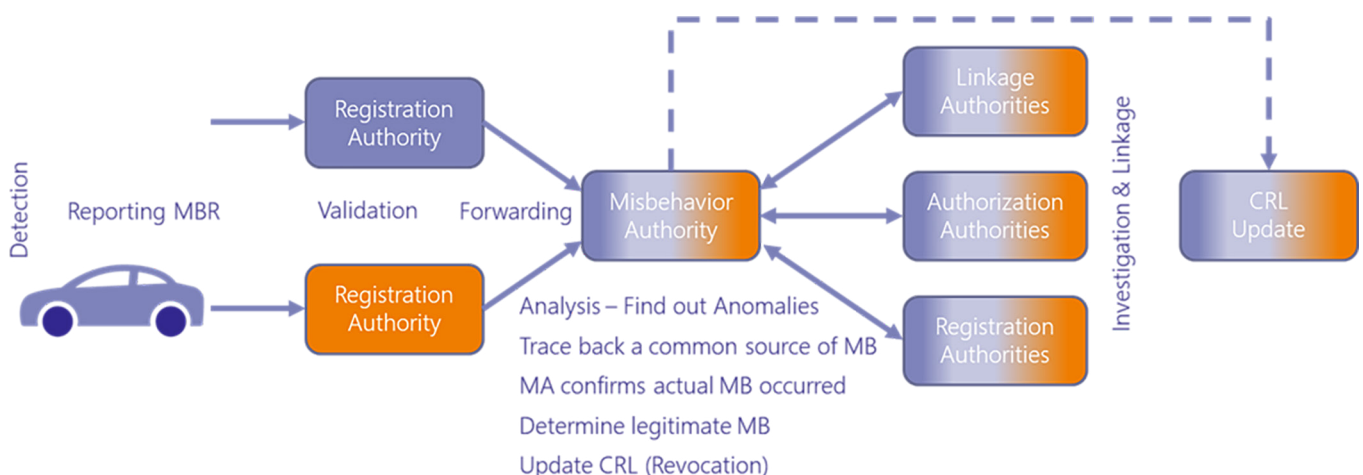 Detection
Reporting MBR
Registration
Authority
Validation
Registration
Authority
Forwarding
Misbehavior
Authority
Analysis – Find out Anomalies
Trace back a common source of MB
MA confirms actual MB occurred
Determine legitimate MB
Update CRL (Revocation)
Linkage
Authorities
Authorization
Authorities
Registration
Authorities
Investigation & Linkage
CRL
Update